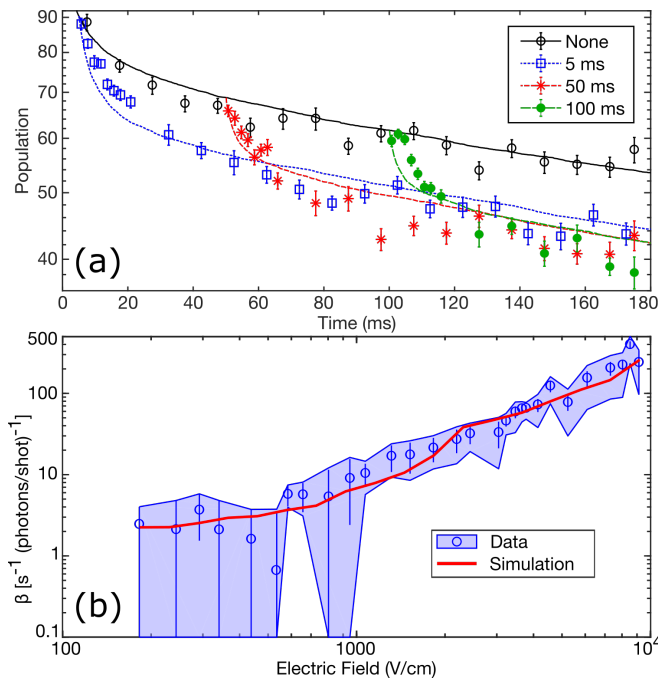 90
80
70
60
50
40
Population
None
5 ms
50 ms
100 ms
(a)
0 20 40 60 80 100 120 140 160 180
Time (ms)
500
100
10
1
0.1
β [s⁻¹ (photons/shot)⁻¹]
Data
Simulation
(b)
100 1000 10⁴
Electric Field (V/cm)